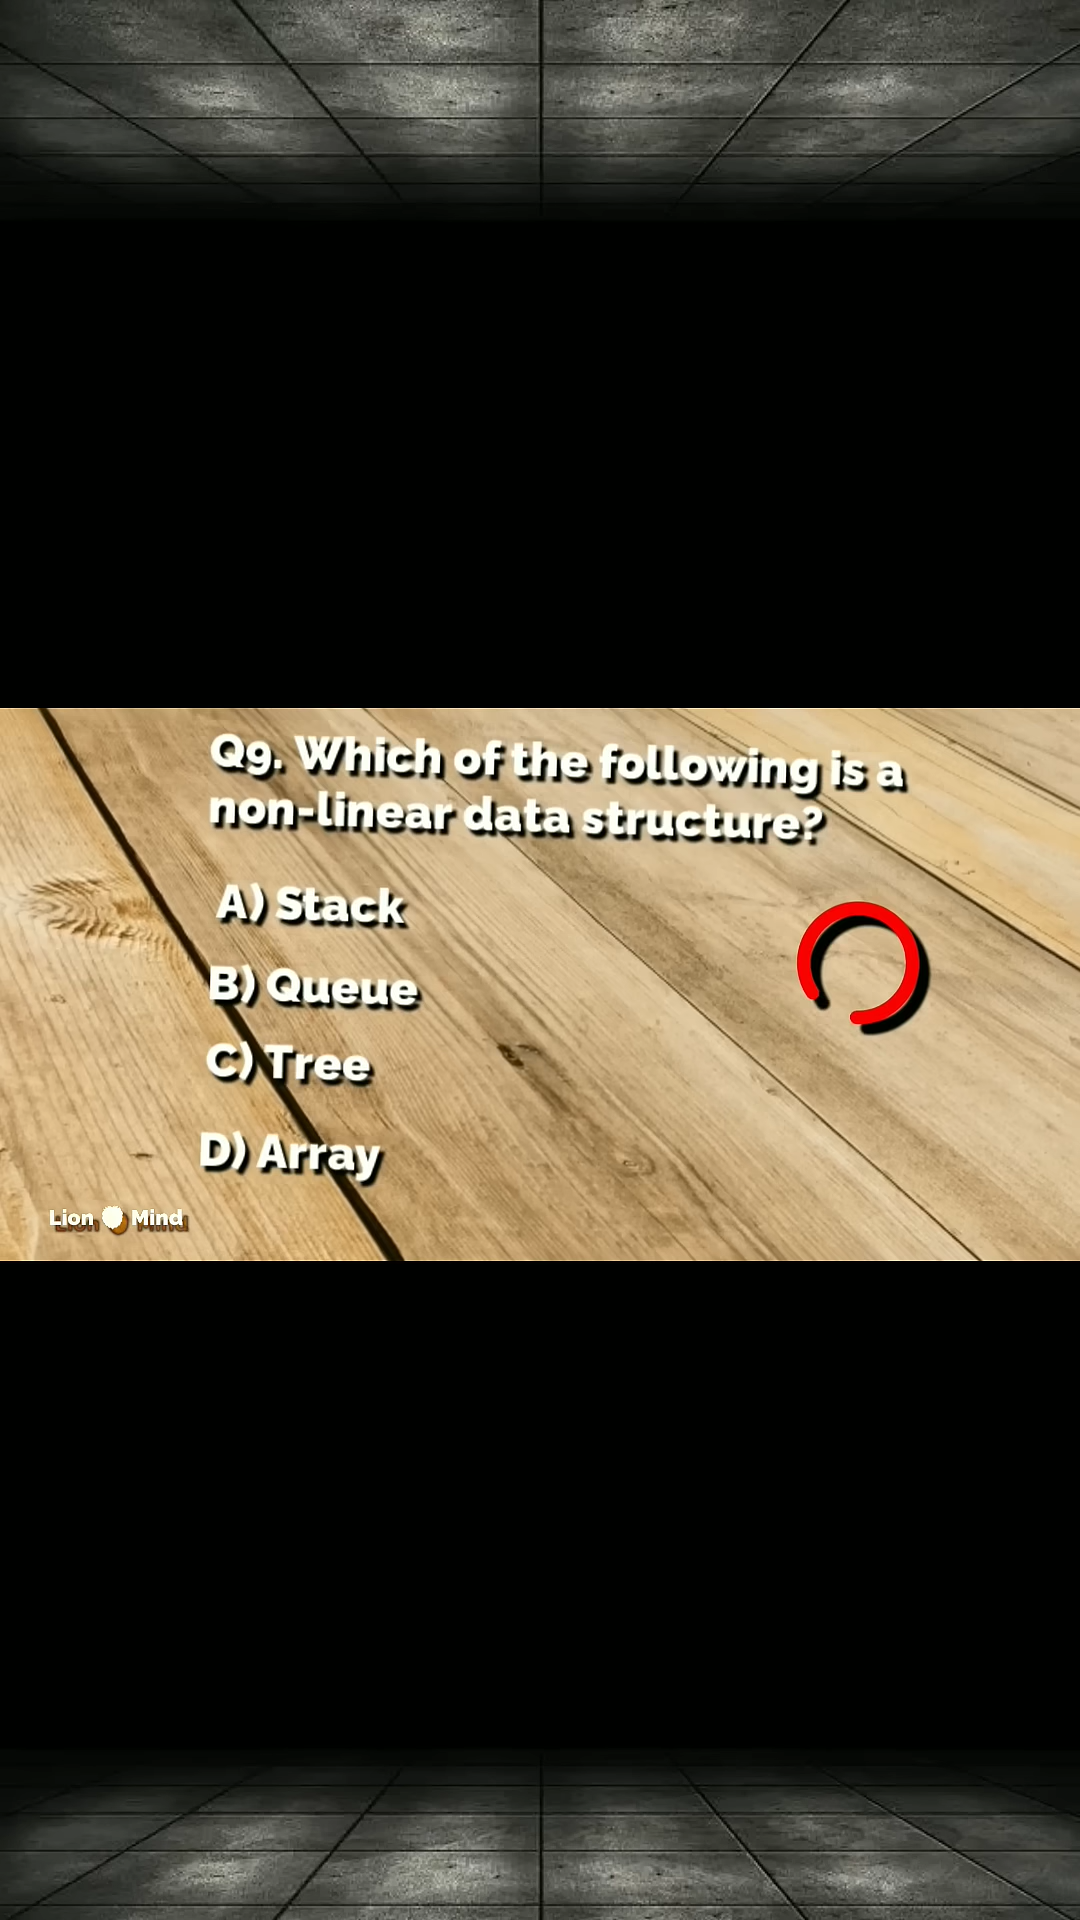 Q9. Which of the following is a
non-linear data structure?
A) Stack
B) Queue
C) Tree
D) Array
Lion Mind